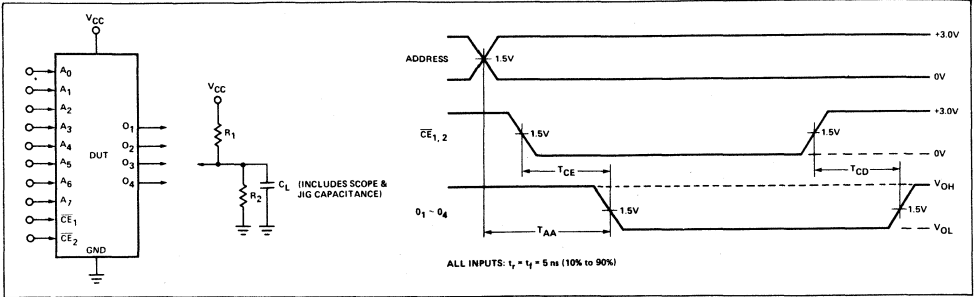 VCC
A0
A1
A2
A3
A4
A5
A6
A7
CE1
CE2
DUT
O1
O2
O3
O4
GND
VCC
R1
R2
CL (INCLUDES SCOPE &
JIG CAPACITANCE)
ADDRESS
1.5V
+3.0V
0V
CE1, 2
1.5V
1.5V
+3.0V
0V
TCE
TCD
01 ~ 04
1.5V
1.5V
VOH
VOL
TAA
ALL INPUTS: tr = tf = 5 ns (10% to 90%)